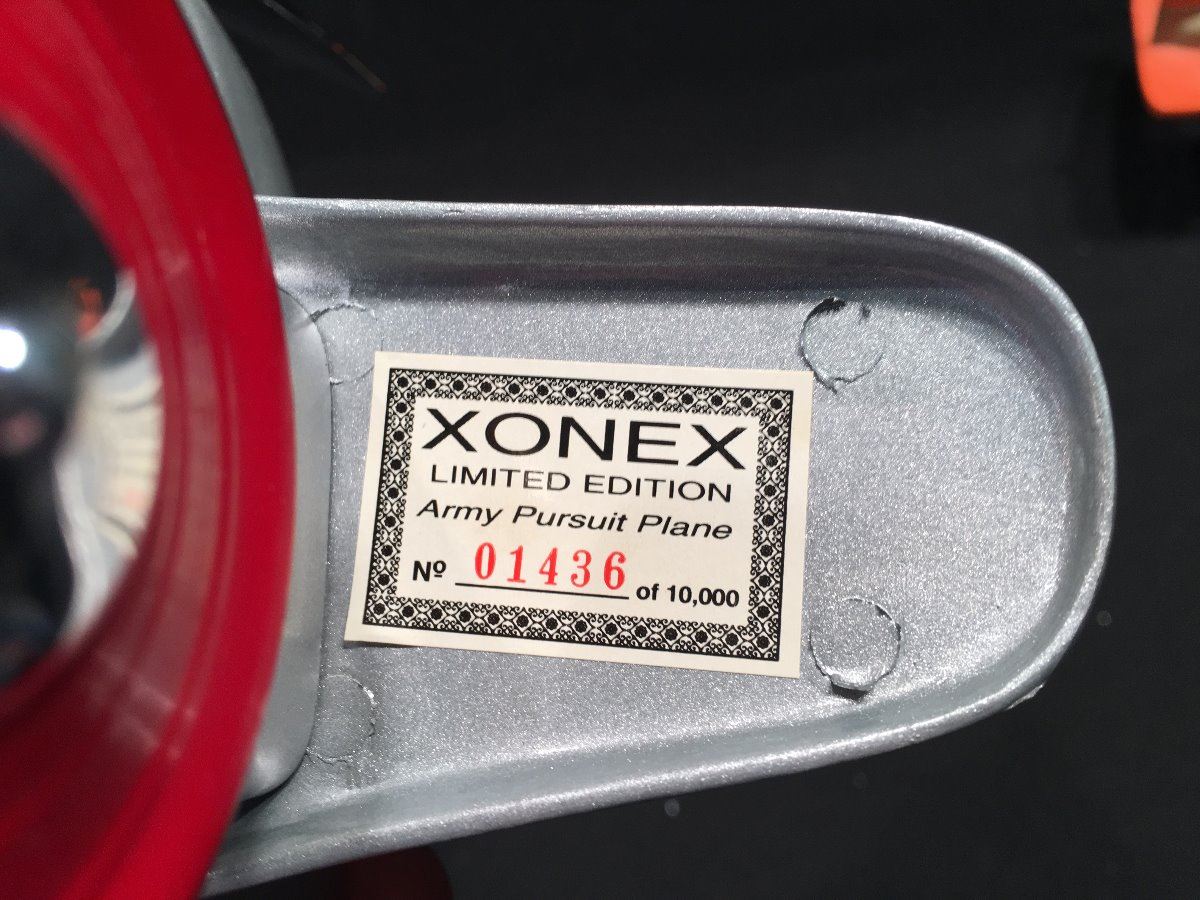 XONEX
LIMITED EDITION
Army Pursuit Plane
Nº 01436 of 10,000